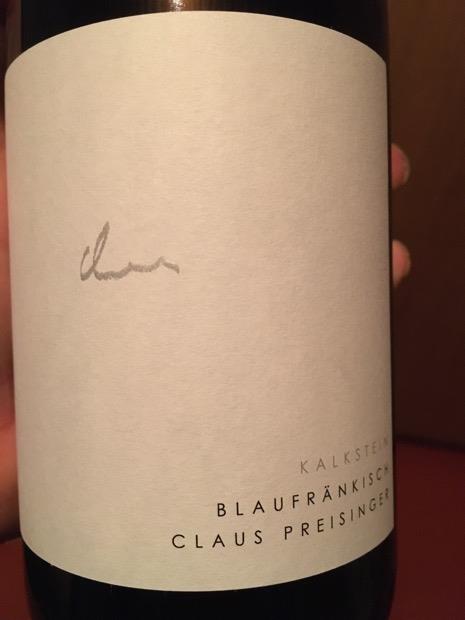 KALKSTEIN
BLAUFRÄNKISCH
CLAUS PREISINGER